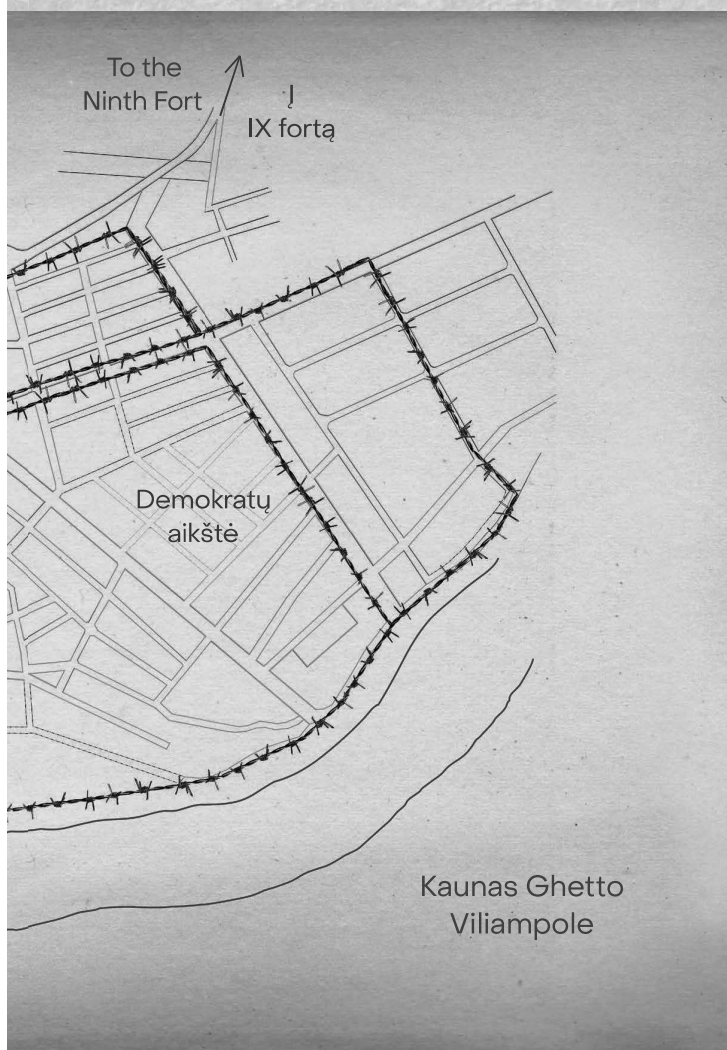 To the
Ninth Fort
Į
IX fortą
Demokratų
aikštė
Kaunas Ghetto
Viliampole